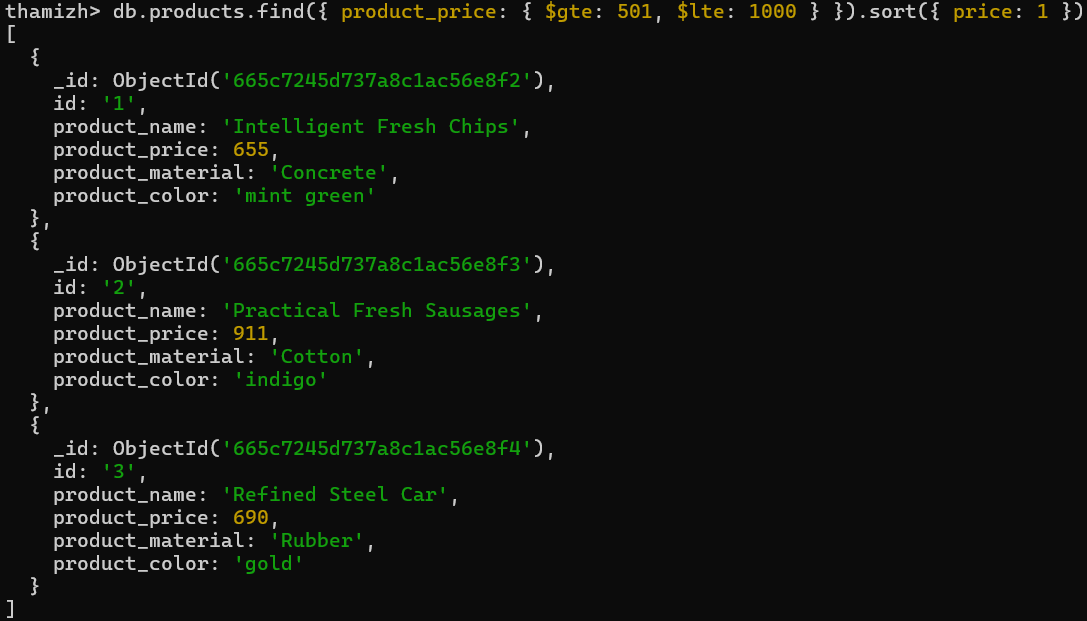 thamizh> db.products.find({ product_price: { $gte: 501, $lte: 1000 } }).sort({ price: 1 })
[
  {
    _id: ObjectId('665c7245d737a8c1ac56e8f2'),
    id: '1',
    product_name: 'Intelligent Fresh Chips',
    product_price: 655,
    product_material: 'Concrete',
    product_color: 'mint green'
  },
  {
    _id: ObjectId('665c7245d737a8c1ac56e8f3'),
    id: '2',
    product_name: 'Practical Fresh Sausages',
    product_price: 911,
    product_material: 'Cotton',
    product_color: 'indigo'
  },
  {
    _id: ObjectId('665c7245d737a8c1ac56e8f4'),
    id: '3',
    product_name: 'Refined Steel Car',
    product_price: 690,
    product_material: 'Rubber',
    product_color: 'gold'
  }
]